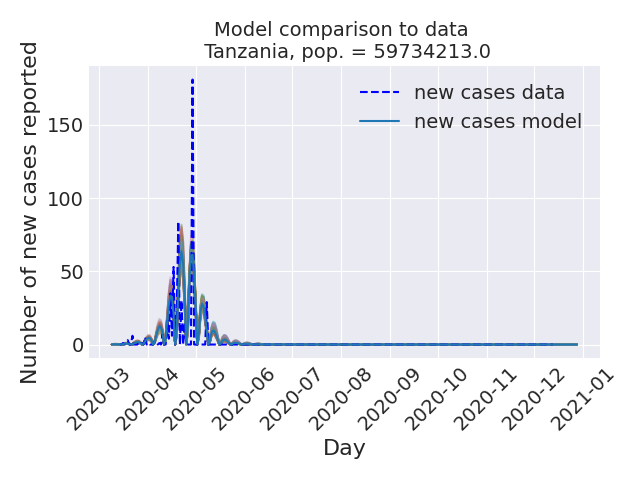 Model comparison to data
Tanzania, pop. = 59734213.0
Number of new cases reported
150
100
50
0
new cases data
new cases model
2020-03
2020-04
2020-05
2020-06
2020-07
2020-08
2020-09
2020-10
2020-11
2020-12
2021-01
Day